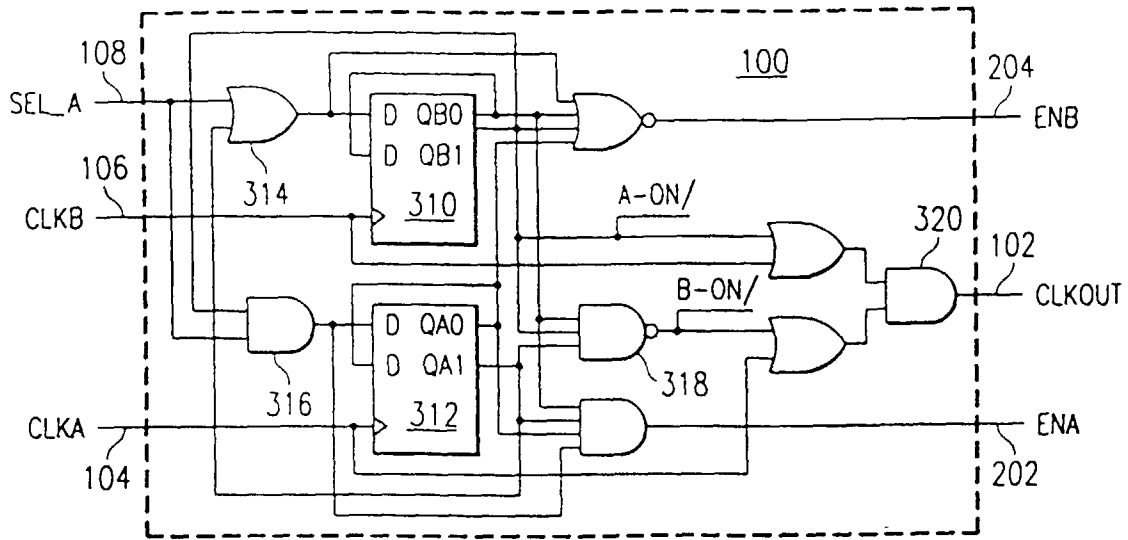 108
100
204
SEL_A
D QB0
ENB
D QB1
106
314
310
A-ON/
CLKB
320
102
B-ON/
CLKOUT
D QA0
D QA1
316
318
312
CLKA
ENA
104
202